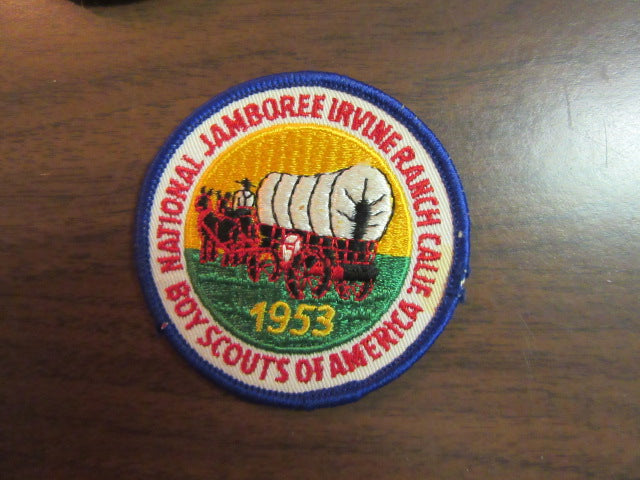 NATIONAL JAMBOREE IRVINE RANCH CALIF.
1953
BOY SCOUTS OF AMERICA